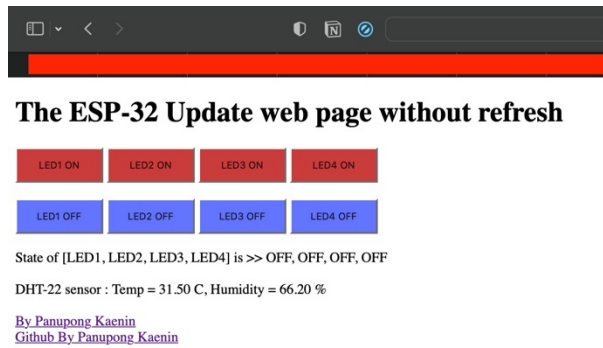 The ESP-32 Update web page without refresh
LED1 ON LED2 ON LED3 ON LED4 ON
LED1 OFF LED2 OFF LED3 OFF LED4 OFF
State of [LED1, LED2, LED3, LED4] is >> OFF, OFF, OFF, OFF
DHT-22 sensor : Temp = 31.50 C, Humidity = 66.20 %
By Panupong Kaenin
Github By Panupong Kaenin